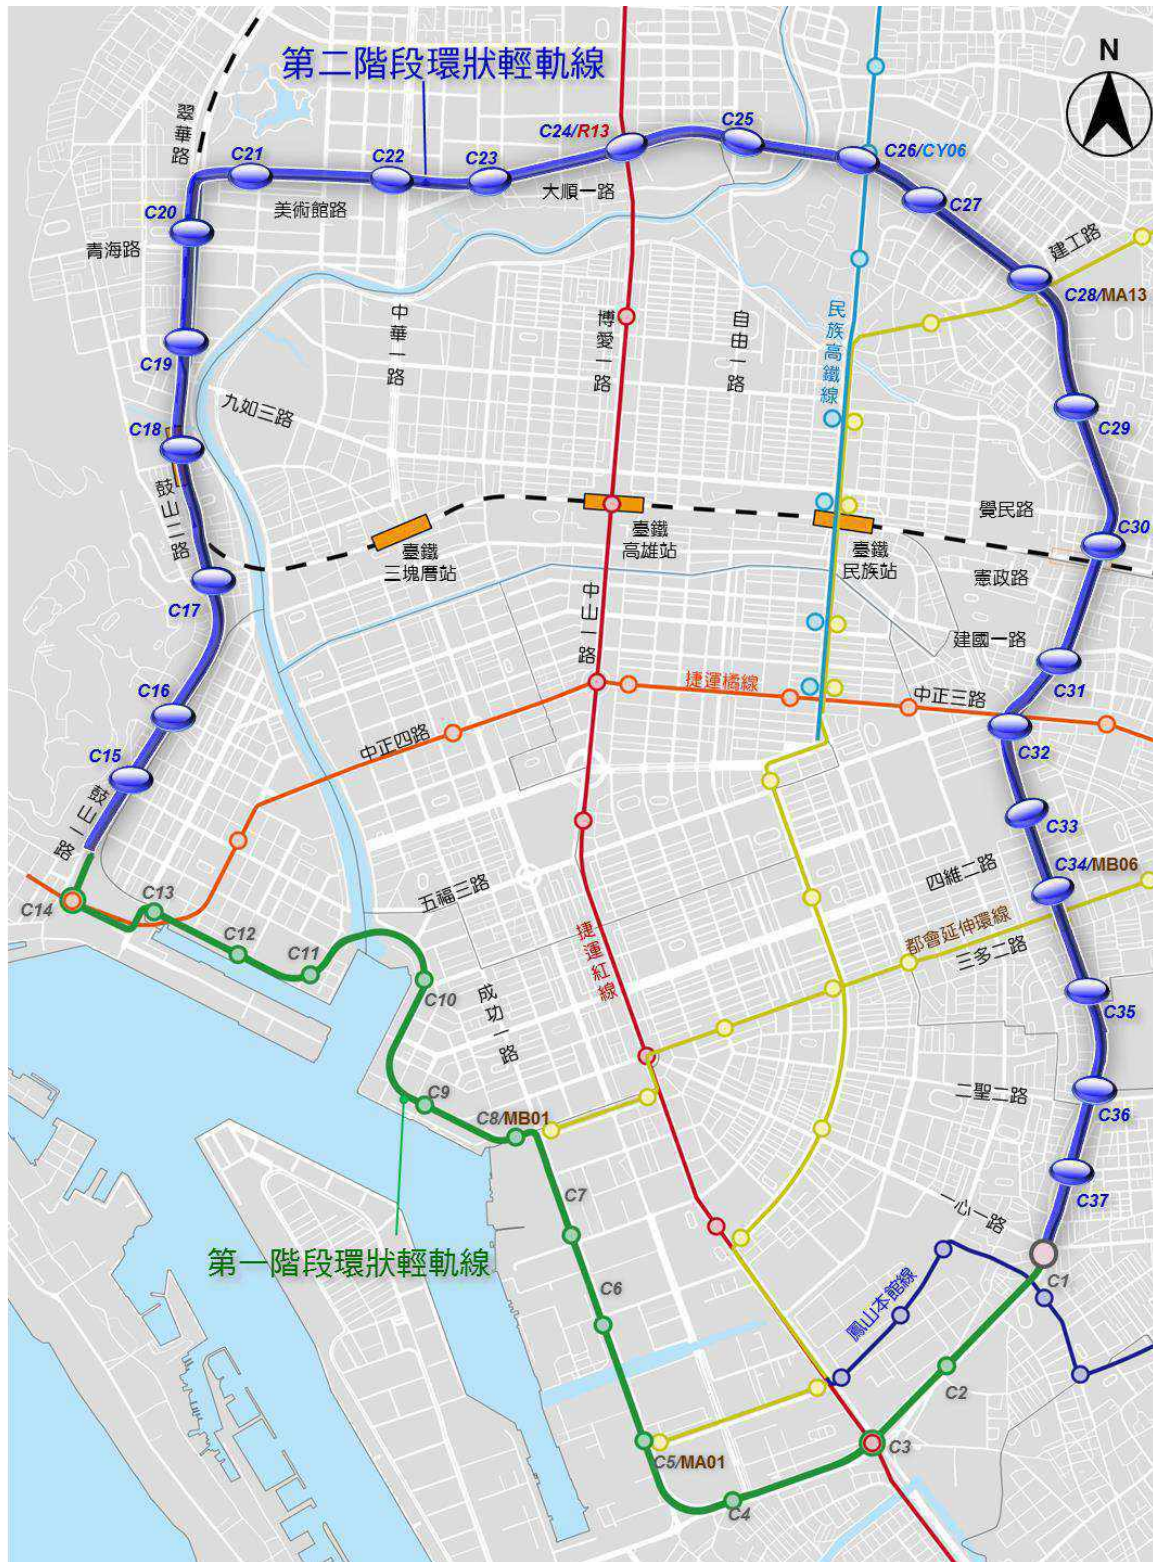 N
第二階段環狀輕軌線
翠華路
C24/R13
C25
C26/CY06
C21
C22
C23
大順一路
C27
美術館路
C20
青海路
建工路
C28/MA13
中華一路
博愛一路
自由一路
民族高鐵線
C19
九如三路
C18
C29
鼓山二路
覺民路
C30
臺鐵
三塊厝站
臺鐵
高雄站
臺鐵
民族站
憲政路
C17
中山一路
建國一路
C31
捷運橘線
中正三路
C16
中正四路
C32
C15
鼓山一路
C33
C34/MB06
四維二路
五福三路
C14
C13
C12
C11
都會延伸環線
三多二路
捷運紅線
C10
成功一路
C35
C9
C8/MB01
二聖二路
C36
C7
C37
一心一路
第一階段環狀輕軌線
C1
C6
鳳山本館線
C2
C3
C5/MA01
C4